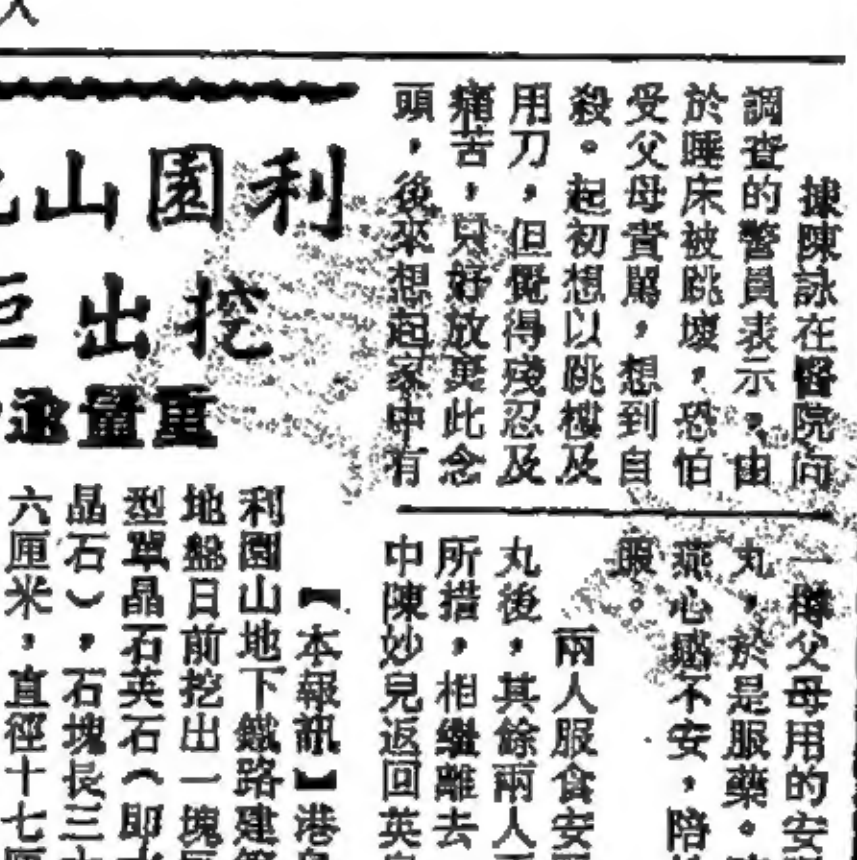 據陳詠在醫院向
調查的警員表示,由
於睡床被跳壞,恐怕
受父母責駡,想到自
殺。起初想以跳樓及
用刀,但覺得殘忍及
痛苦,只好放棄此念
頭,後來想起家中有
一樽父母用的安
丸,於是服藥。
燕心感不安,陪
服。
兩人服食安
丸後,其餘兩人
所措,相繼離去
中陳妙兒返回英
利園山
挖出巨
重量逾
【本報訊】港
利園山地下鐵路建
地盤日前挖出一塊
型單晶石英石(即
晶石),石塊長三
六厘米,直徑十七厘